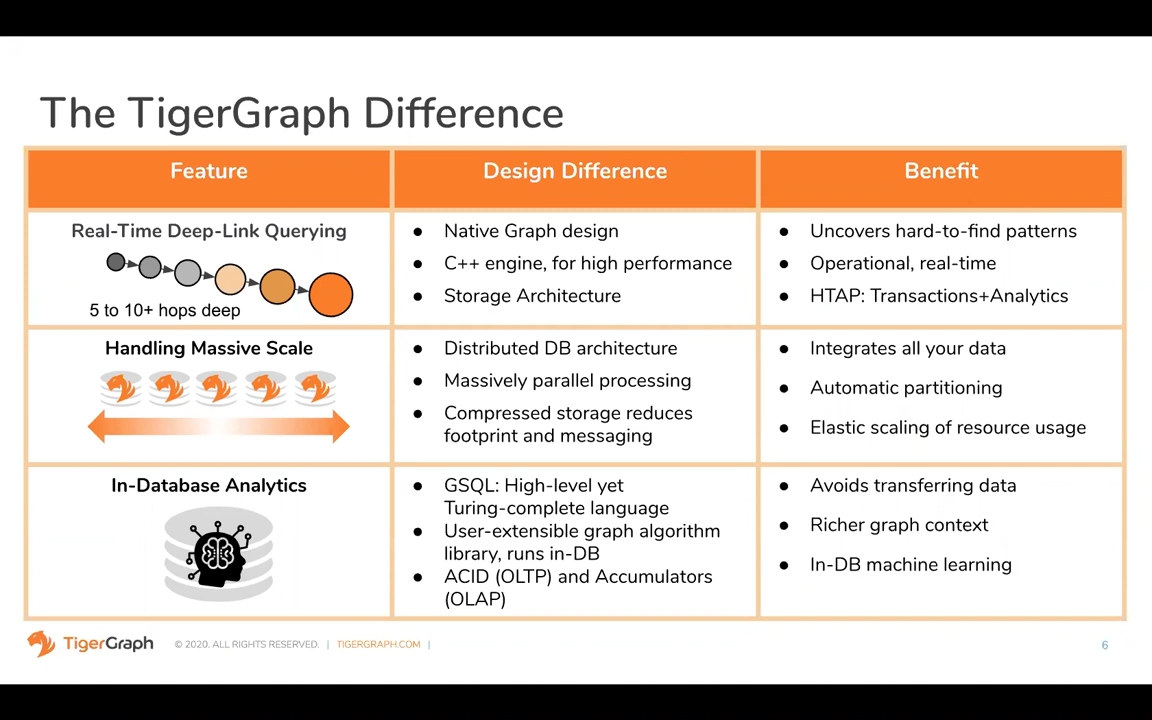 The TigerGraph Difference
Feature
Design Difference
Benefit
Real-Time Deep-Link Querying
5 to 10+ hops deep
● Native Graph design
● C++ engine, for high performance
● Storage Architecture
● Uncovers hard-to-find patterns
● Operational, real-time
● HTAP: Transactions+Analytics
Handling Massive Scale
● Distributed DB architecture
● Massively parallel processing
● Compressed storage reduces
footprint and messaging
● Integrates all your data
● Automatic partitioning
● Elastic scaling of resource usage
In-Database Analytics
● GSQL: High-level yet
Turing-complete language
● User-extensible graph algorithm
library, runs in-DB
● ACID (OLTP) and Accumulators
(OLAP)
● Avoids transferring data
● Richer graph context
● In-DB machine learning
TigerGraph
© 2020. ALL RIGHTS RESERVED. | TIGERGRAPH.COM |
6